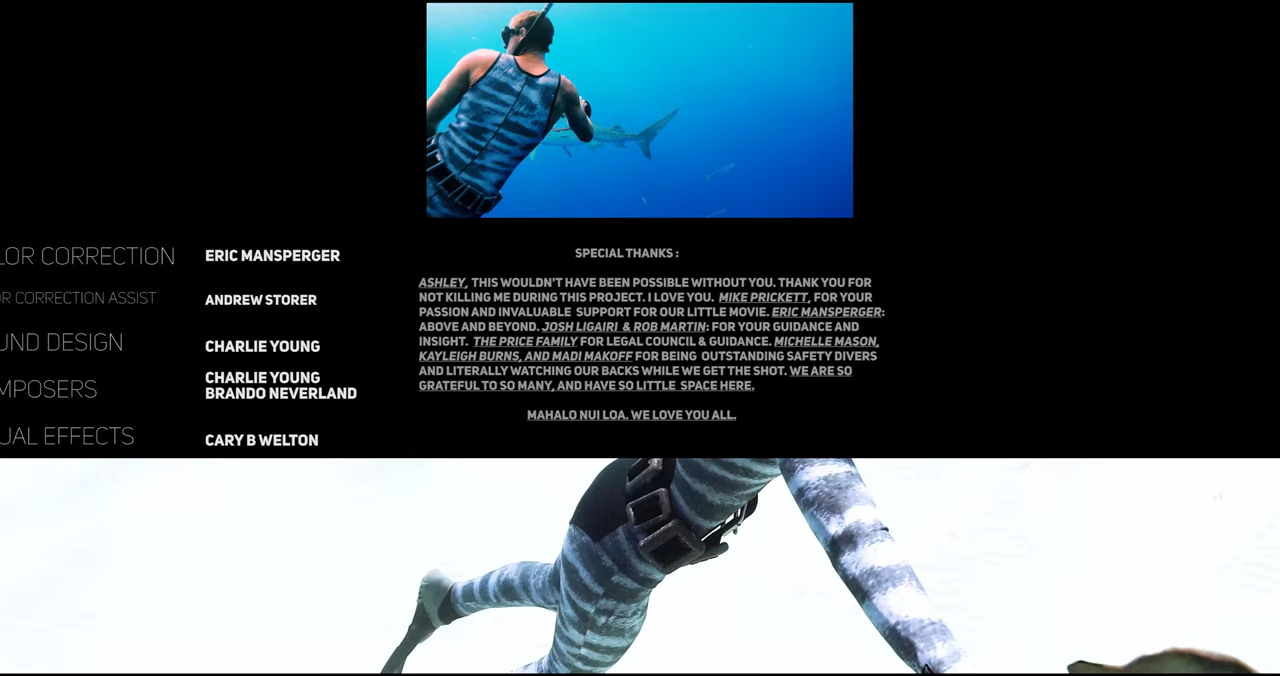 LOR CORRECTION ERIC MANSPERGER
R CORRECTION ASSIST ANDREW STORER
UND DESIGN CHARLIE YOUNG
MPOSERS CHARLIE YOUNG
BRANDO NEVERLAND
UAL EFFECTS CARY B WELTON
SPECIAL THANKS :
ASHLEY, THIS WOULDN'T HAVE BEEN POSSIBLE WITHOUT YOU. THANK YOU FOR
NOT KILLING ME DURING THIS PROJECT. I LOVE YOU. MIKE PRICKETT, FOR YOUR
PASSION AND INVALUABLE SUPPORT FOR OUR LITTLE MOVIE. ERIC MANSPERGER:
ABOVE AND BEYOND. JOSH LIGAIRI & ROB MARTIN: FOR YOUR GUIDANCE AND
INSIGHT. THE PRICE FAMILY FOR LEGAL COUNCIL & GUIDANCE. MICHELLE MASON,
KAYLEIGH BURNS, AND MADI MAKOFF FOR BEING OUTSTANDING SAFETY DIVERS
AND LITERALLY WATCHING OUR BACKS WHILE WE GET THE SHOT. WE ARE SO
GRATEFUL TO SO MANY, AND HAVE SO LITTLE SPACE HERE.
MAHALO NUI LOA. WE LOVE YOU ALL.